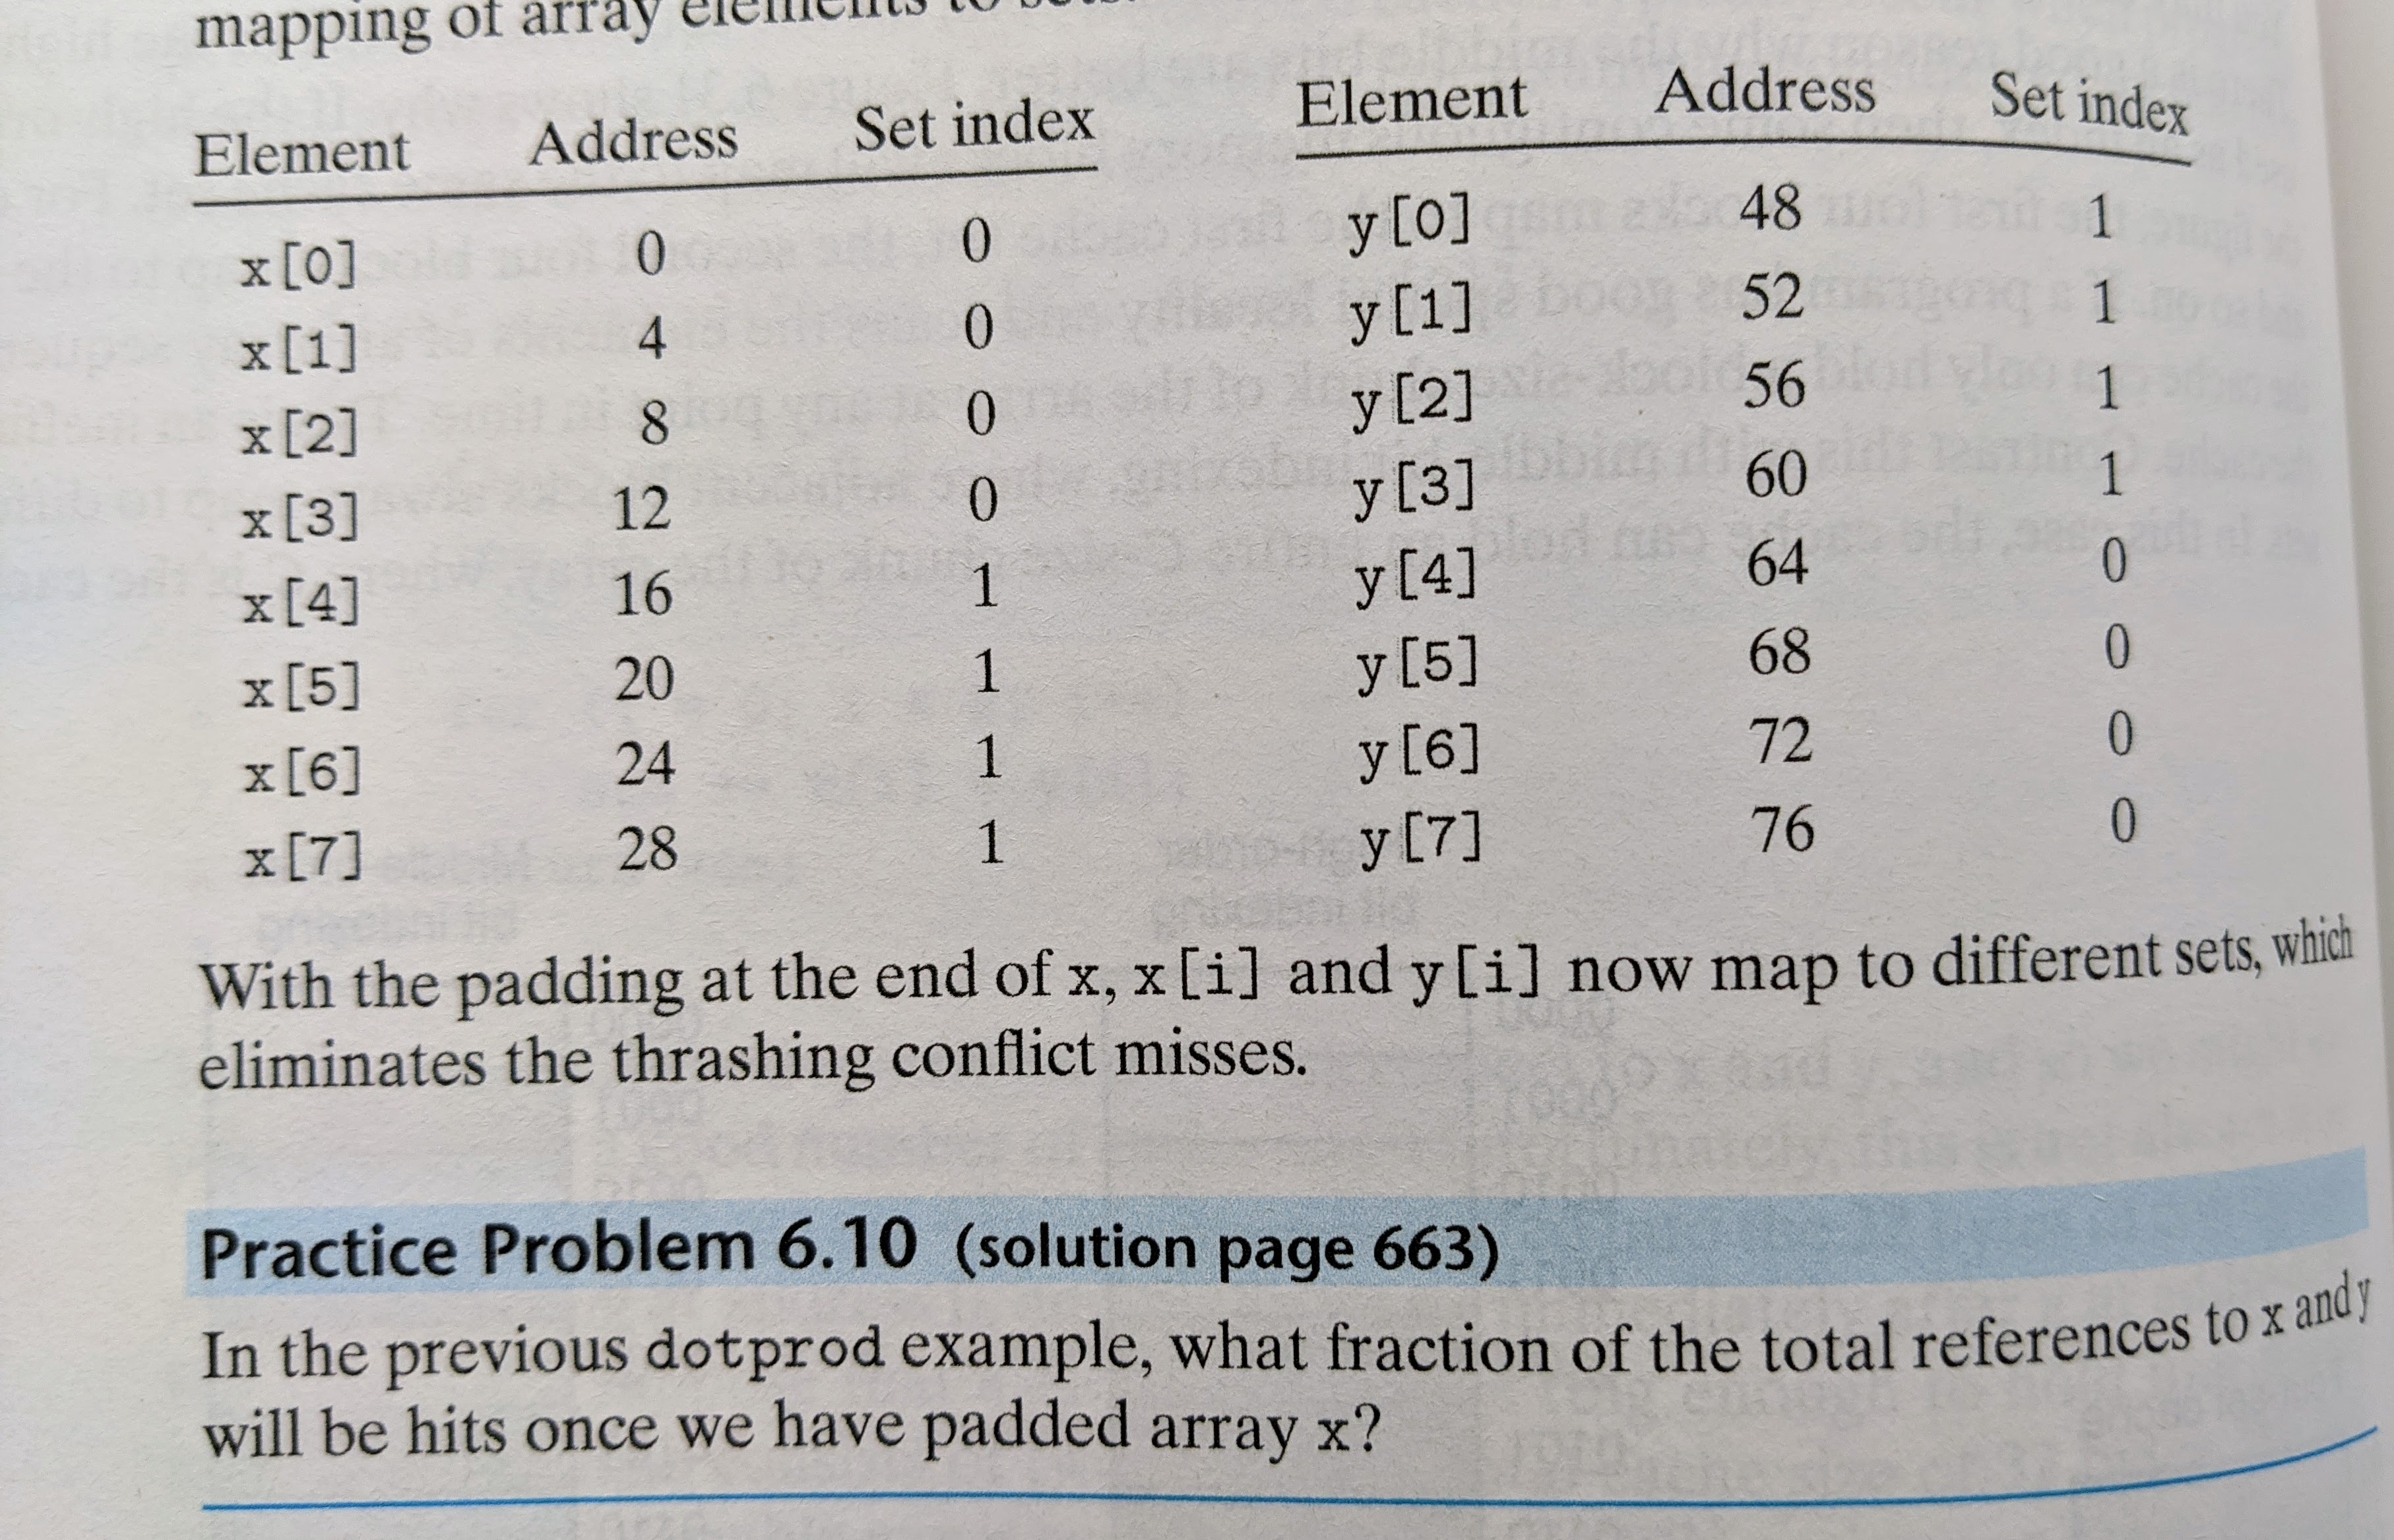 mapping of array elements to sets.
Element Address Set index Element Address Set index
x[0] 0 0 y[0] 48 1
x[1] 4 0 y[1] 52 1
x[2] 8 0 y[2] 56 1
x[3] 12 0 y[3] 60 1
x[4] 16 1 y[4] 64 0
x[5] 20 1 y[5] 68 0
x[6] 24 1 y[6] 72 0
x[7] 28 1 y[7] 76 0
With the padding at the end of x, x[i] and y[i] now map to different sets, which
eliminates the thrashing conflict misses.
Practice Problem 6.10 (solution page 663)
In the previous dotprod example, what fraction of the total references to x and y
will be hits once we have padded array x?